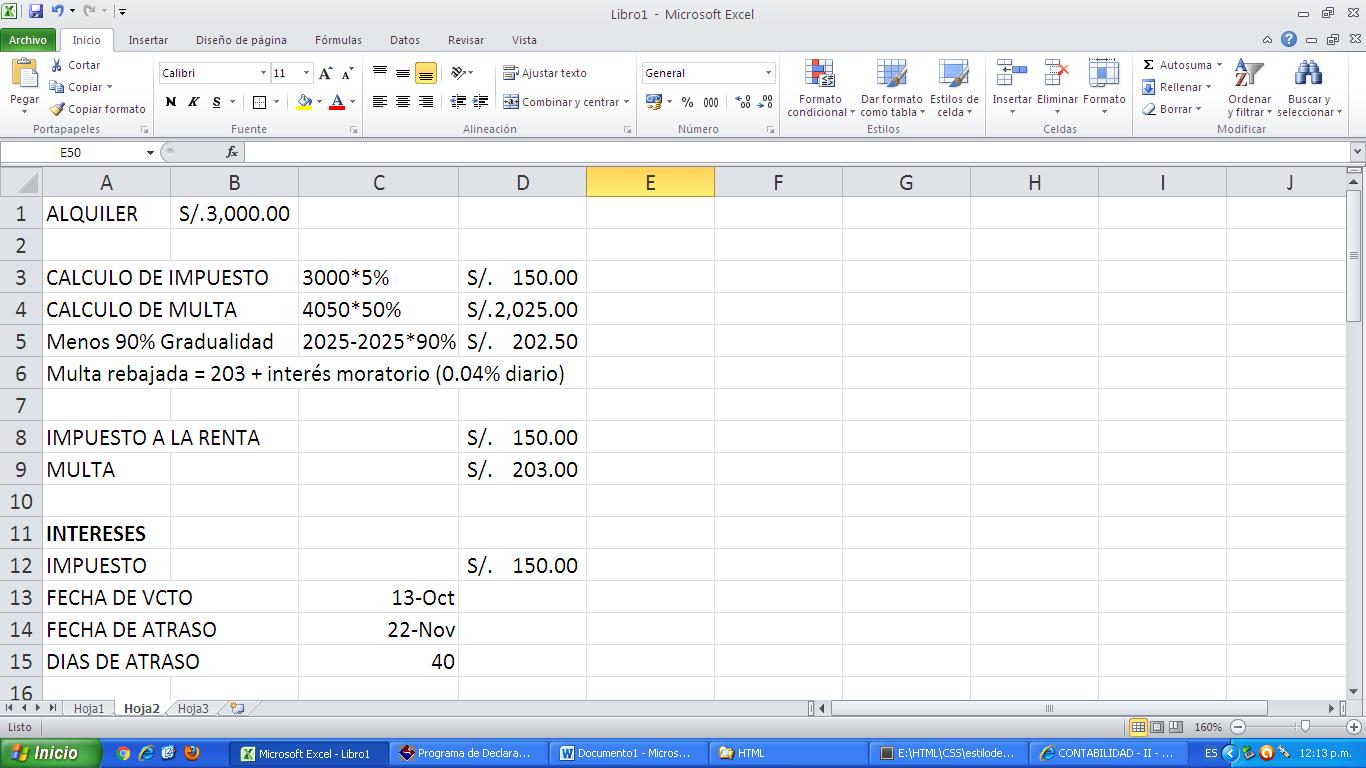 Libro1 - Microsoft Excel
Archivo Inicio Insertar Diseño de página Fórmulas Datos Revisar Vista
Pegar
Cortar
Copiar
Copiar formato
Portapapeles
Calibri 11
N K S
Fuente
Ajustar texto
Combinar y centrar
Alineación
General
% 000
Número
Formato condicional
Dar formato como tabla
Estilos de celda
Estilos
Insertar Eliminar Formato
Celdas
Autosuma
Rellenar
Borrar
Ordenar y filtrar
Buscar y seleccionar
Modificar
E50 fx
A B C D E F G H I J
1 ALQUILER S/.3,000.00
2
3 CALCULO DE IMPUESTO 3000*5% S/. 150.00
4 CALCULO DE MULTA 4050*50% S/.2,025.00
5 Menos 90% Gradualidad 2025-2025*90% S/. 202.50
6 Multa rebajada = 203 + interés moratorio (0.04% diario)
7
8 IMPUESTO A LA RENTA S/. 150.00
9 MULTA S/. 203.00
10
11 INTERESES
12 IMPUESTO S/. 150.00
13 FECHA DE VCTO 13-Oct
14 FECHA DE ATRASO 22-Nov
15 DIAS DE ATRASO 40
16
Hoja1 Hoja2 Hoja3
Listo 160%
Inicio Microsoft Excel - Libro1 Programa de Declara... Documento1 - Micros... HTML E:\HTML\CSS\estilode... CONTABILIDAD - II - ... ES 12:13 p.m.